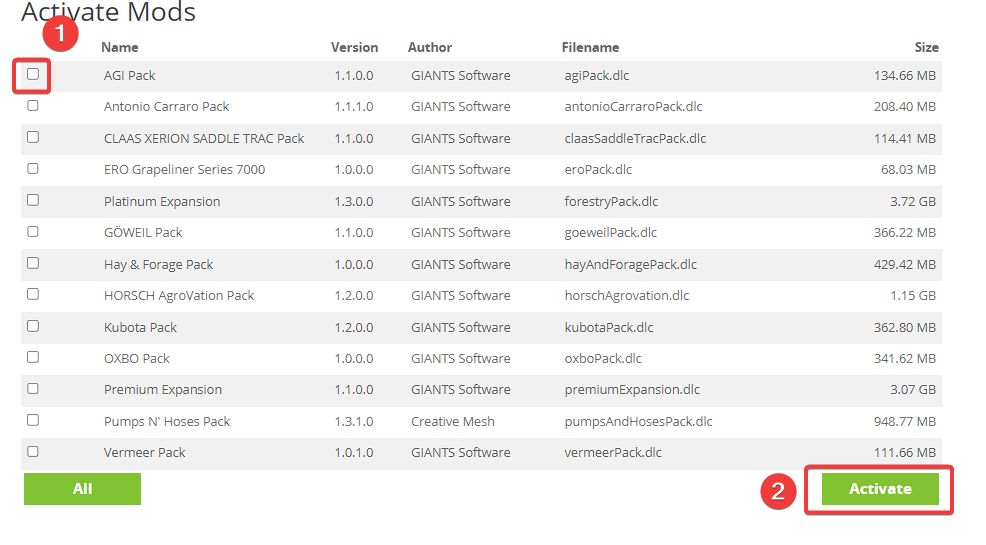 Activate Mods
1
Name Version Author Filename Size
AGI Pack 1.1.0.0 GIANTS Software agiPack.dlc 134.66 MB
Antonio Carraro Pack 1.1.1.0 GIANTS Software antonioCarraroPack.dlc 208.40 MB
CLAAS XERION SADDLE TRAC Pack 1.1.0.0 GIANTS Software claasSaddleTracPack.dlc 114.41 MB
ERO Grapeliner Series 7000 1.0.0.0 GIANTS Software eroPack.dlc 68.03 MB
Platinum Expansion 1.3.0.0 GIANTS Software forestryPack.dlc 3.72 GB
GÖWEIL Pack 1.1.0.0 GIANTS Software goeweilPack.dlc 366.22 MB
Hay & Forage Pack 1.0.0.0 GIANTS Software hayAndForagePack.dlc 429.42 MB
HORSCH AgroVation Pack 1.2.0.0 GIANTS Software horschAgrovation.dlc 1.15 GB
Kubota Pack 1.2.0.0 GIANTS Software kubotaPack.dlc 362.80 MB
OXBO Pack 1.0.0.0 GIANTS Software oxboPack.dlc 341.62 MB
Premium Expansion 1.1.0.0 GIANTS Software premiumExpansion.dlc 3.07 GB
Pumps N' Hoses Pack 1.3.1.0 Creative Mesh pumpsAndHosesPack.dlc 948.77 MB
Vermeer Pack 1.0.1.0 GIANTS Software vermeerPack.dlc 111.66 MB
All 2 Activate